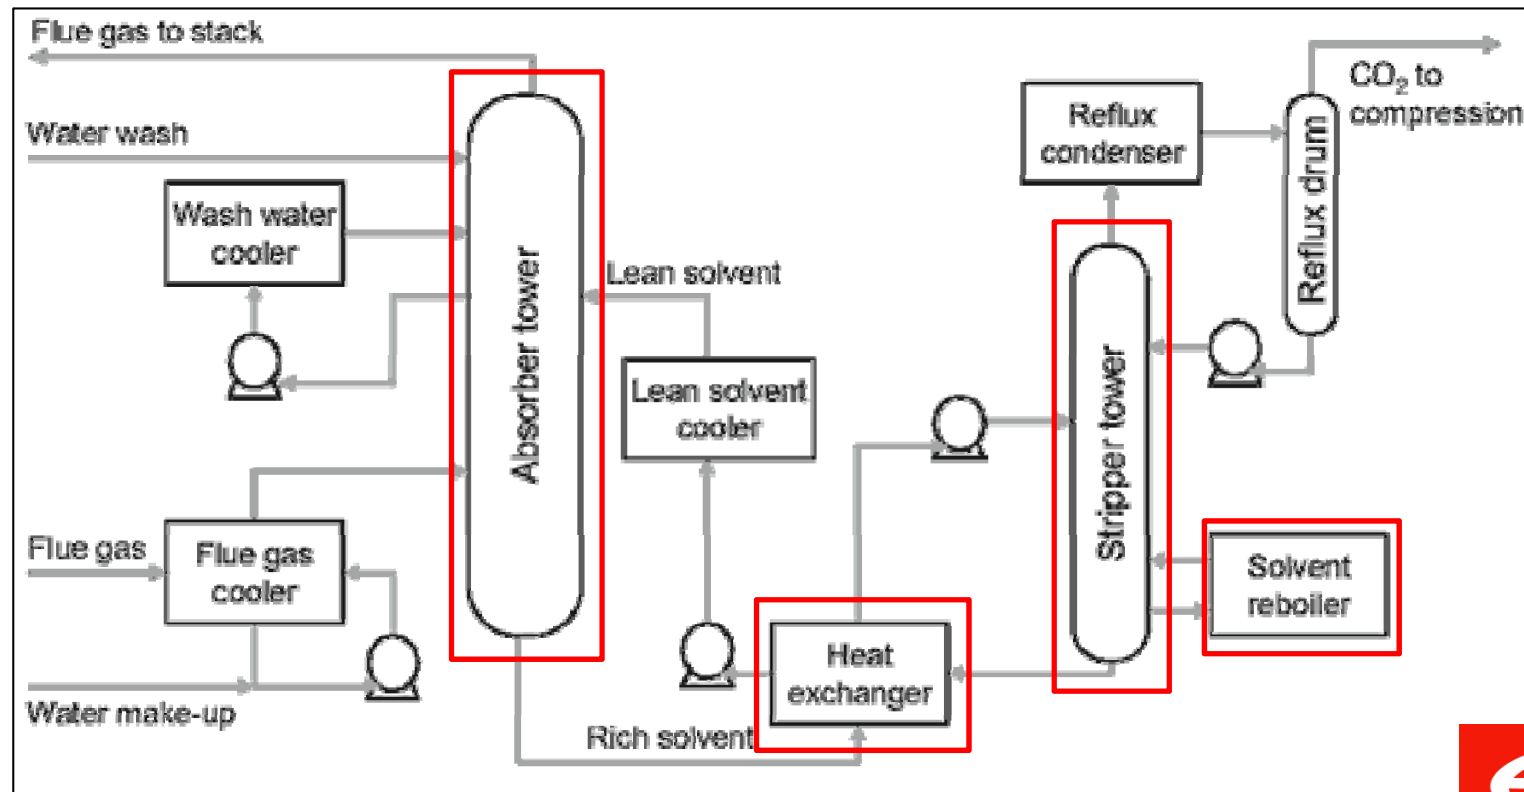 Flue gas to stack
Water wash
Wash water
cooler
Flue gas
Flue gas
cooler
Water make-up
Absorber tower
Lean solvent
Lean solvent
cooler
Rich solvent
Heat
exchanger
Stripper tower
Solvent
reboiler
Reflux
condenser
Reflux drum
CO₂ to
compression